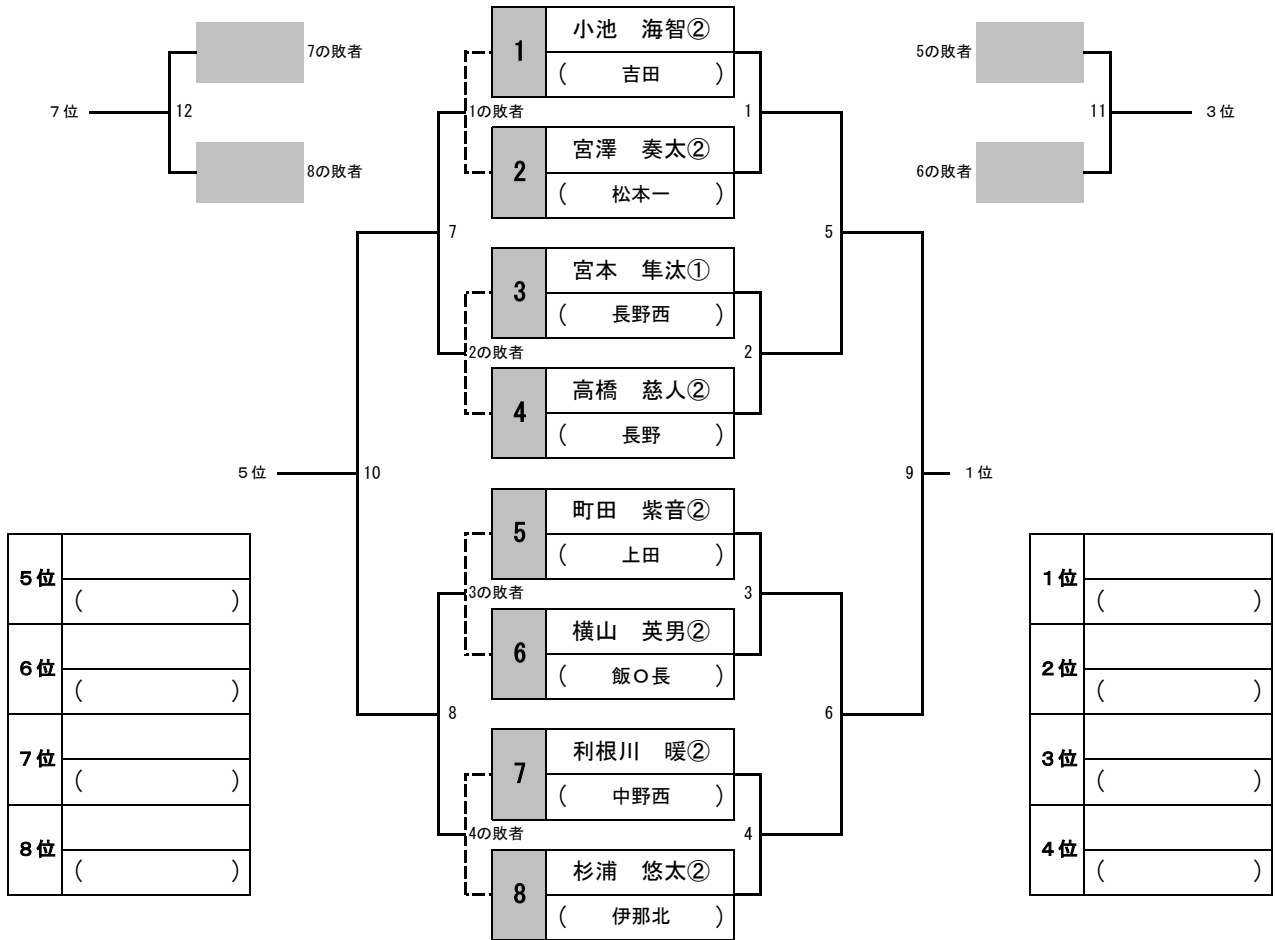 7の敗者
７位
12
8の敗者
5の敗者
11
３位
6の敗者
1
小池　海智②
(　吉田　)
1の敗者
1
2
宮澤　奏太②
(　松本一　)
7
5
3
宮本　隼汰①
(　長野西　)
2の敗者
2
4
高橋　慈人②
(　長野　)
５位
10
9
１位
5
町田　紫音②
(　上田　)
3の敗者
3
6
横山　英男②
(　飯Ｏ長　)
8
6
7
利根川　暖②
(　中野西　)
4の敗者
4
8
杉浦　悠太②
(　伊那北　)
５位
(　)
６位
(　)
７位
(　)
８位
(　)
１位
(　)
２位
(　)
３位
(　)
４位
(　)